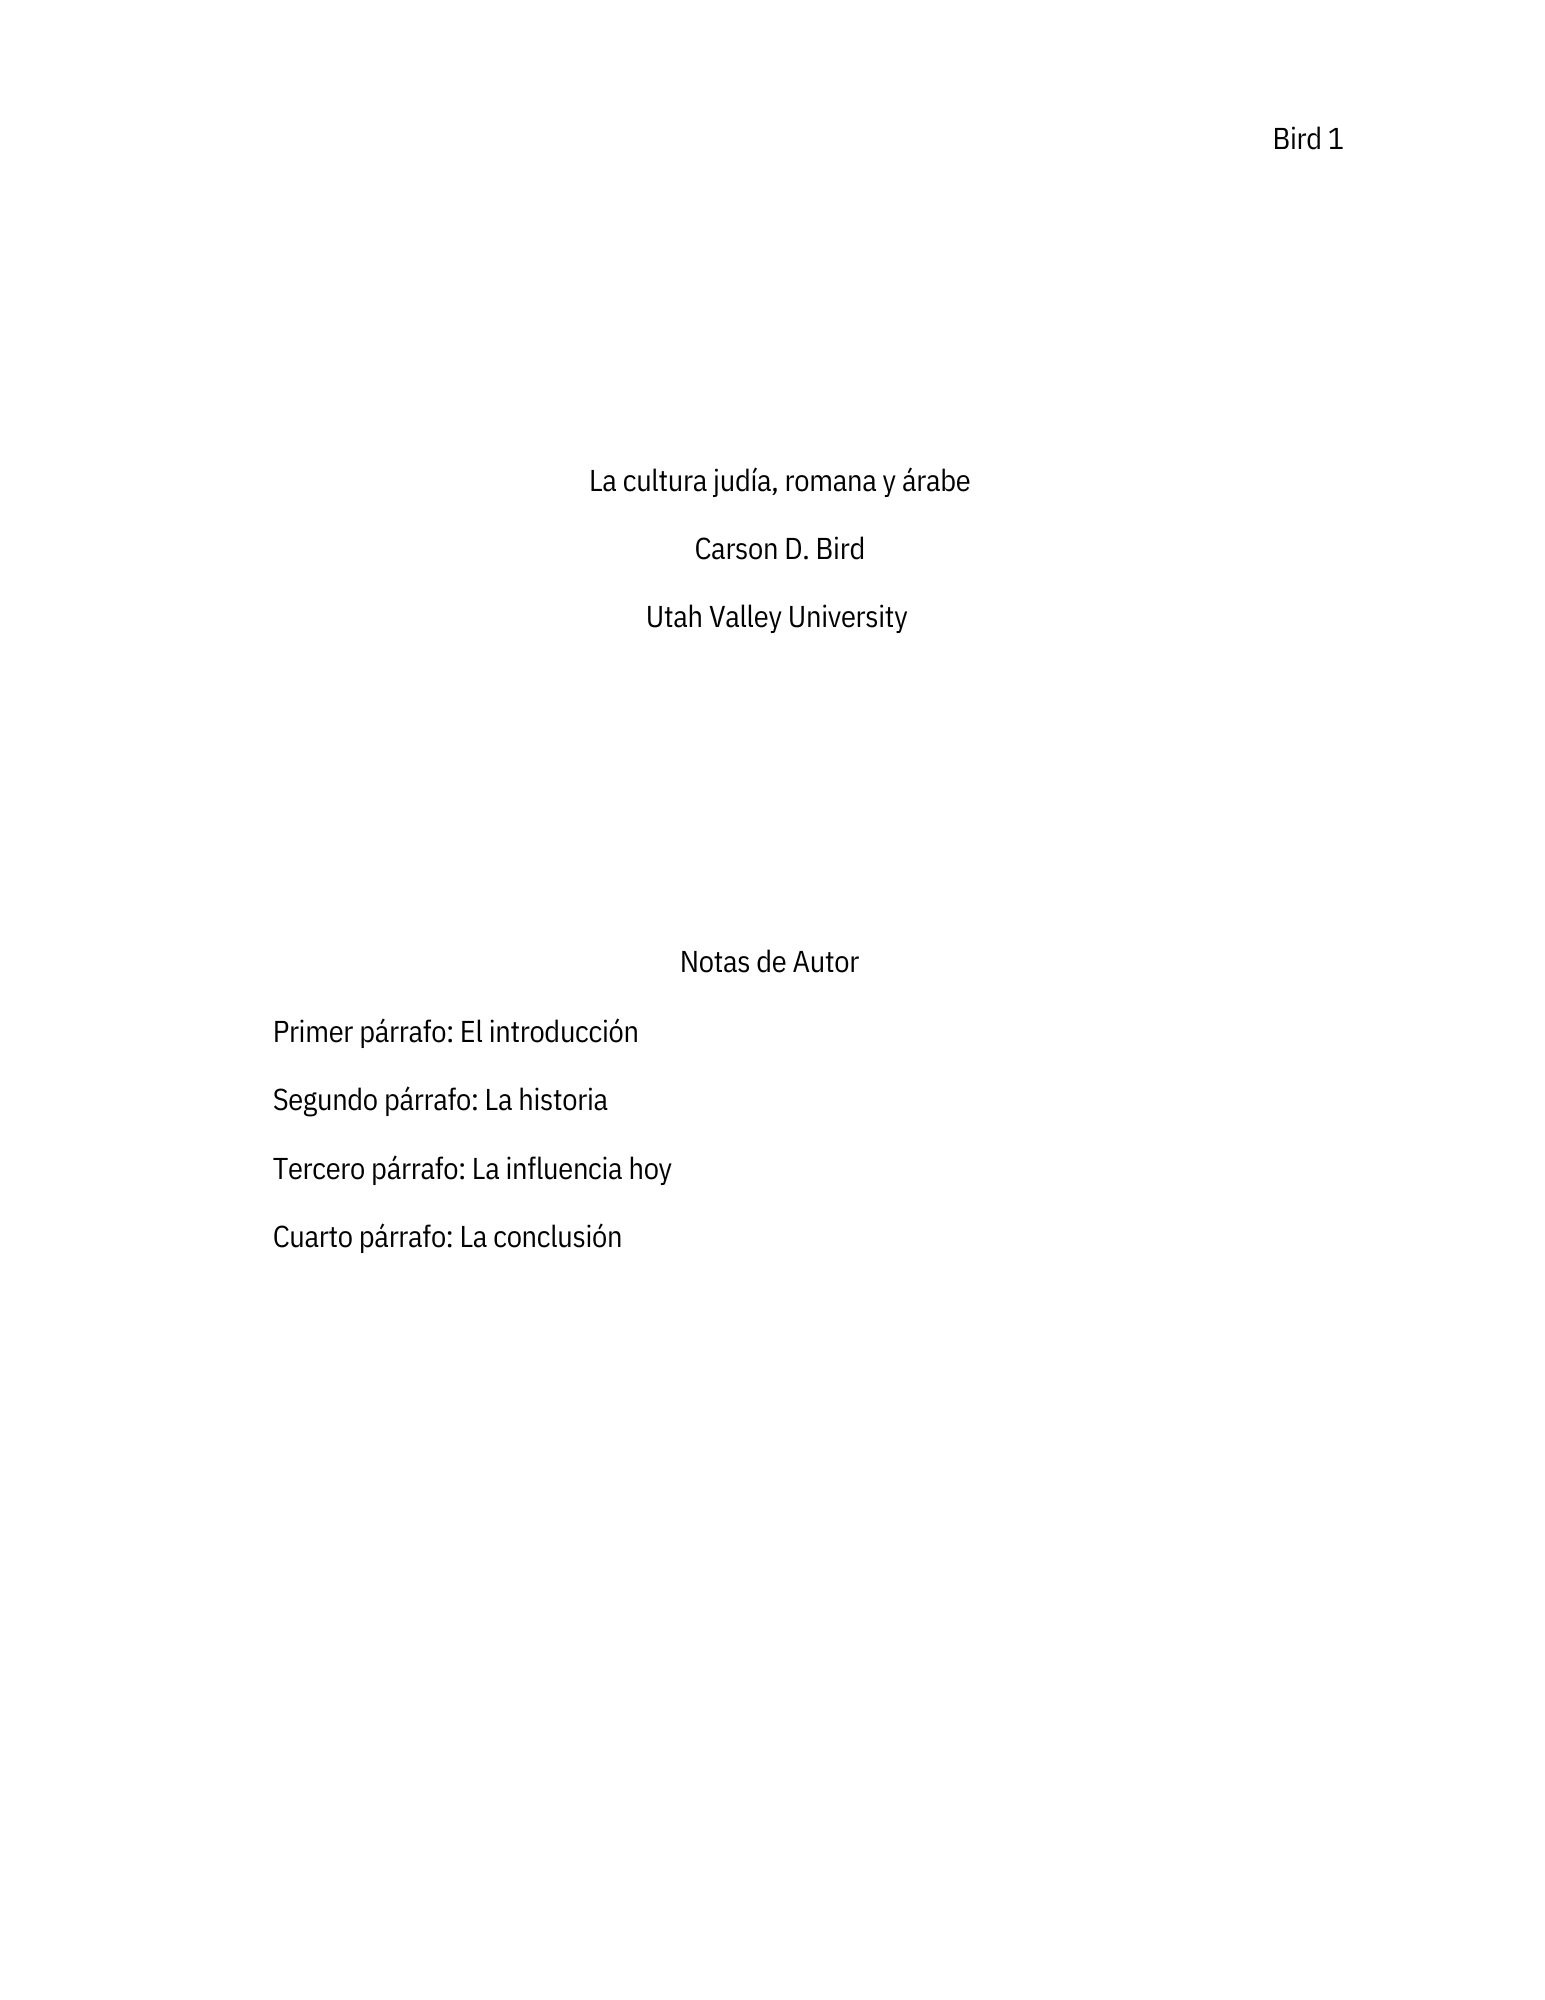 Bird 1
La cultura judía, romana y árabe
Carson D. Bird
Utah Valley University
Notas de Autor
Primer párrafo: El introducción
Segundo párrafo: La historia
Tercero párrafo: La influencia hoy
Cuarto párrafo: La conclusión